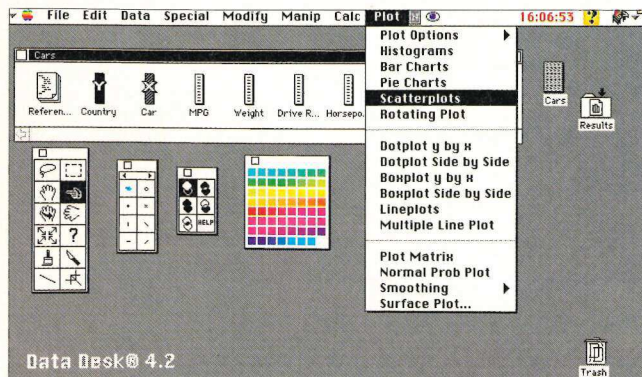 File Edit Data Special Modify Manip Calc Plot 16:06:53 ?
Plot Options
Histograms
Bar Charts
Pie Charts
Scatterplots
Rotating Plot
Dotplot y by x
Dotplot Side by Side
Boxplot y by x
Boxplot Side by Side
Lineplots
Multiple Line Plot
Plot Matrix
Normal Prob Plot
Smoothing
Surface Plot...
Cars
Referen... Country Car MPG Weight Drive R... Horsepo...
Cars
Results
?
HELP
Data Desk® 4.2
Trash